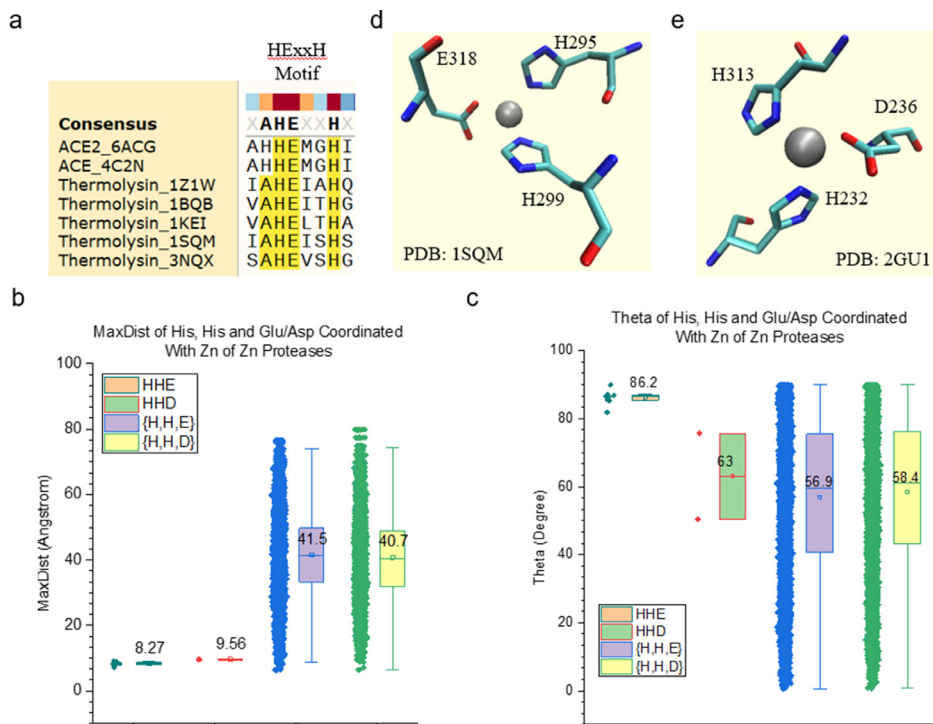 a
HExxH
Motif
Consensus XAHEXXHX
ACE2_6ACG AHHEMGHI
ACE_4C2N AHHEMGHI
Thermolysin_1Z1W IAHEIAHQ
Thermolysin_1BQB VAHEITHG
Thermolysin_1KEI VAHELTHA
Thermolysin_1SQM IAHEISHS
Thermolysin_3NQX SAHEVSHG
d
E318
H295
H299
PDB: 1SQM
e
H313
D236
H232
PDB: 2GU1
b
MaxDist of His, His and Glu/Asp Coordinated
With Zn of Zn Proteases
MaxDist (Angstrom)
100
80
60
40
20
0
HHE
HHD
{H,H,E}
{H,H,D}
8.27
9.56
41.5
40.7
c
Theta of His, His and Glu/Asp Coordinated
With Zn of Zn Proteases
Theta (Degree)
100
80
60
40
20
0
86.2
63
56.9
58.4
HHE
HHD
{H,H,E}
{H,H,D}